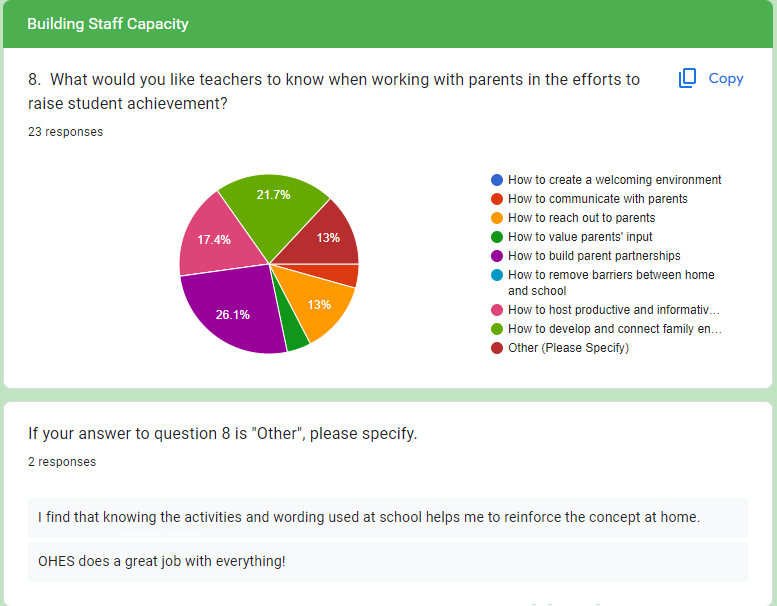 Building Staff Capacity
8.  What would you like teachers to know when working with parents in the efforts to
raise student achievement?
Copy
23 responses
21.7%
13%
17.4%
13%
26.1%
How to create a welcoming environment
How to communicate with parents
How to reach out to parents
How to value parents' input
How to build parent partnerships
How to remove barriers between home
and school
How to host productive and informativ…
How to develop and connect family en…
Other (Please Specify)
If your answer to question 8 is "Other", please specify.
2 responses
I find that knowing the activities and wording used at school helps me to reinforce the concept at home.
OHES does a great job with everything!